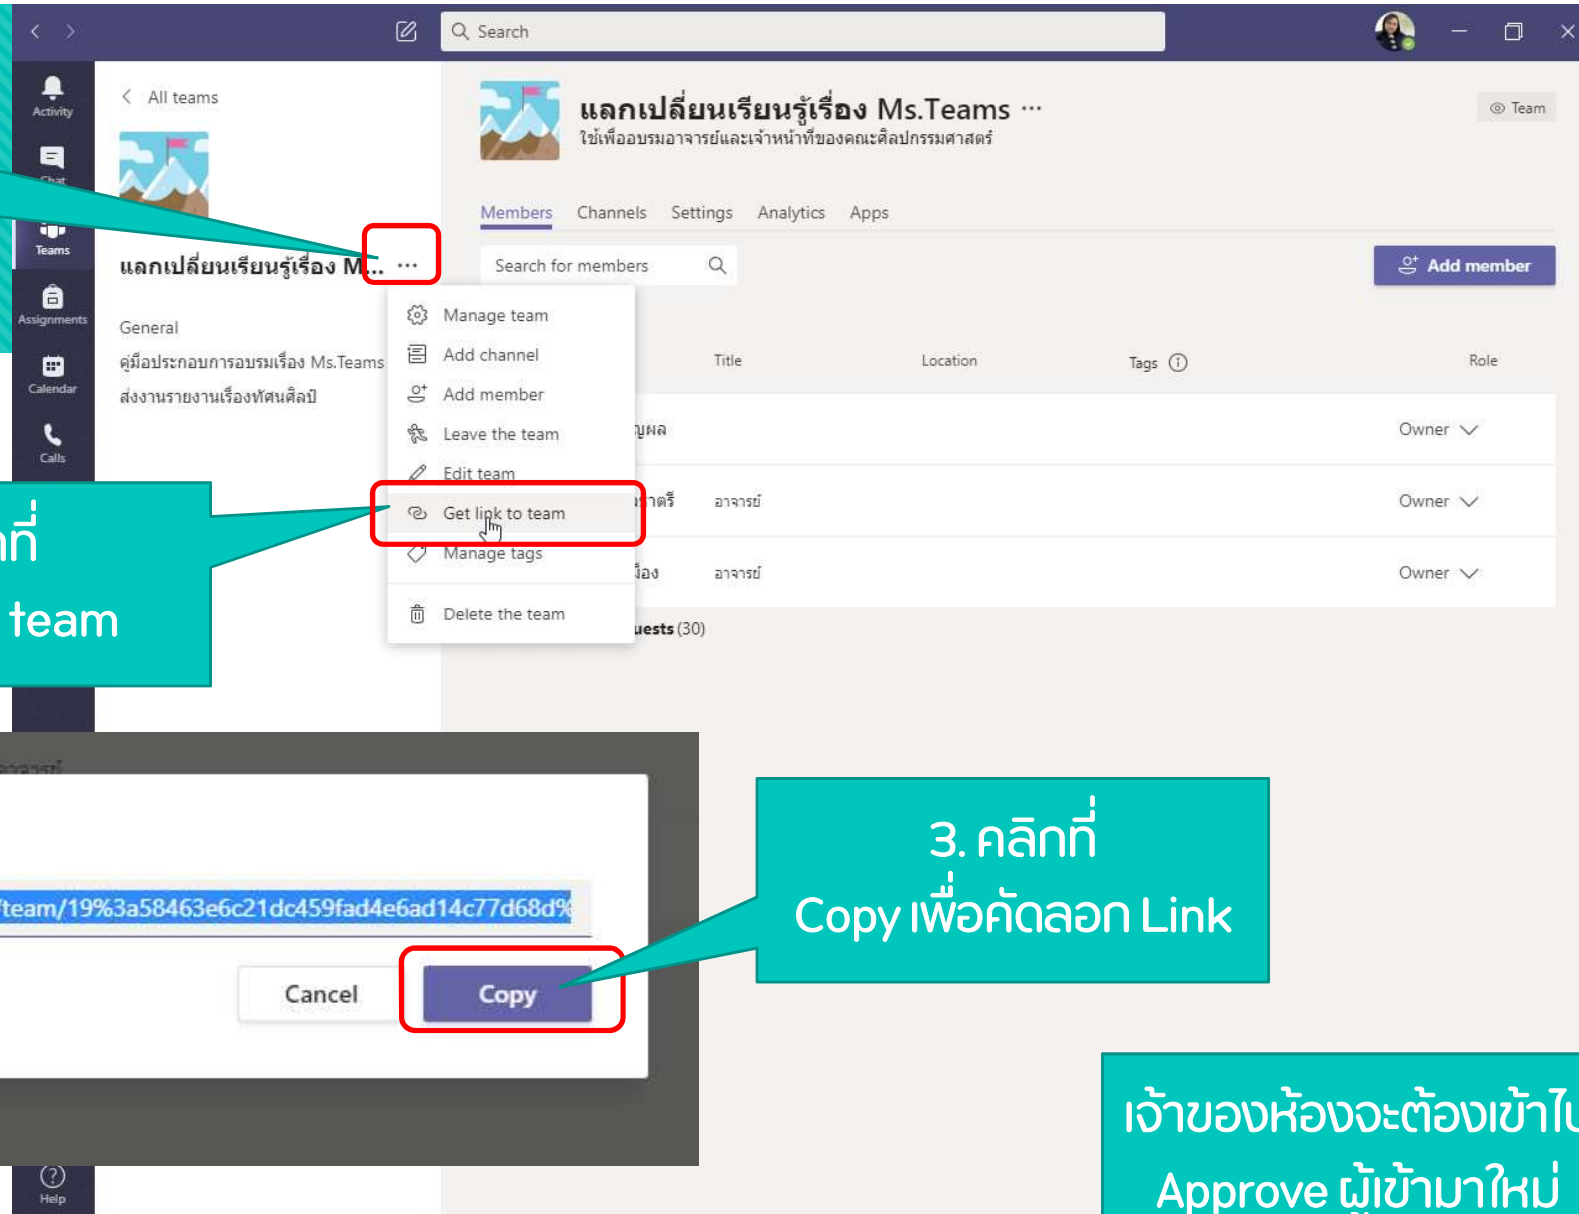 Search
Activity
Chat
Teams
Assignments
Calendar
Calls
Help
All teams
แลกเปลี่ยนเรียนรู้เรื่อง M... ...
General
คู่มือประกอบการอบรมเรื่อง Ms.Teams
ส่งงานรายงานเรื่องทัศนศิลป์
แลกเปลี่ยนเรียนรู้เรื่อง Ms.Teams ...
ใช้เพื่ออบรมอาจารย์และเจ้าหน้าที่ของคณะศิลปกรรมศาสตร์
Team
Members Channels Settings Analytics Apps
Search for members
Add member
Manage team
Add channel
Add member
Leave the team
Edit team
Get link to team
Manage tags
Delete the team
Title Location Tags Role
Owner
อาจารย์ Owner
อาจารย์ Owner
uests (30)
team
/team/19%3a58463e6c21dc459fad4e6ad14c77d68d%
Cancel Copy
3. คลิกที่
Copy เพื่อคัดลอก Link
เจ้าของห้องจะต้องเข้าไป
Approve ผู้เข้ามาใหม่